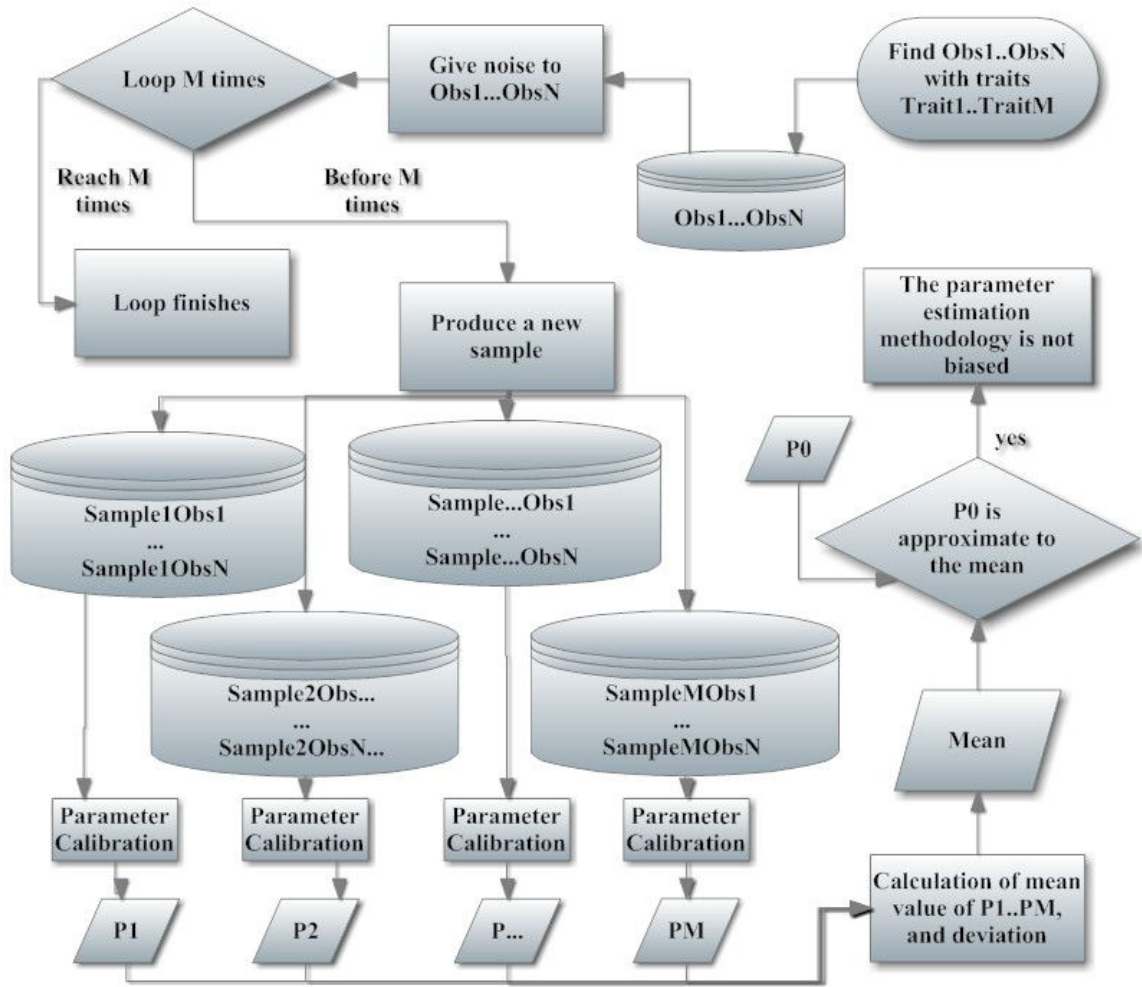 Loop M times
Give noise to
Obs1...ObsN
Find Obs1..ObsN
with traits
Trait1..TraitM
Reach M
times
Before M
times
Obs1...ObsN
Loop finishes
Produce a new
sample
The parameter
estimation
methodology is not
biased
P0
yes
P0 is
approximate to
the mean
Sample1Obs1
...
Sample1ObsN
Sample...Obs1
...
Sample...ObsN
Sample2Obs...
...
Sample2ObsN...
SampleMObs1
...
SampleMObsN
Mean
Parameter
Calibration
Parameter
Calibration
Parameter
Calibration
Parameter
Calibration
P1
P2
P...
PM
Calculation of mean
value of P1..PM,
and deviation